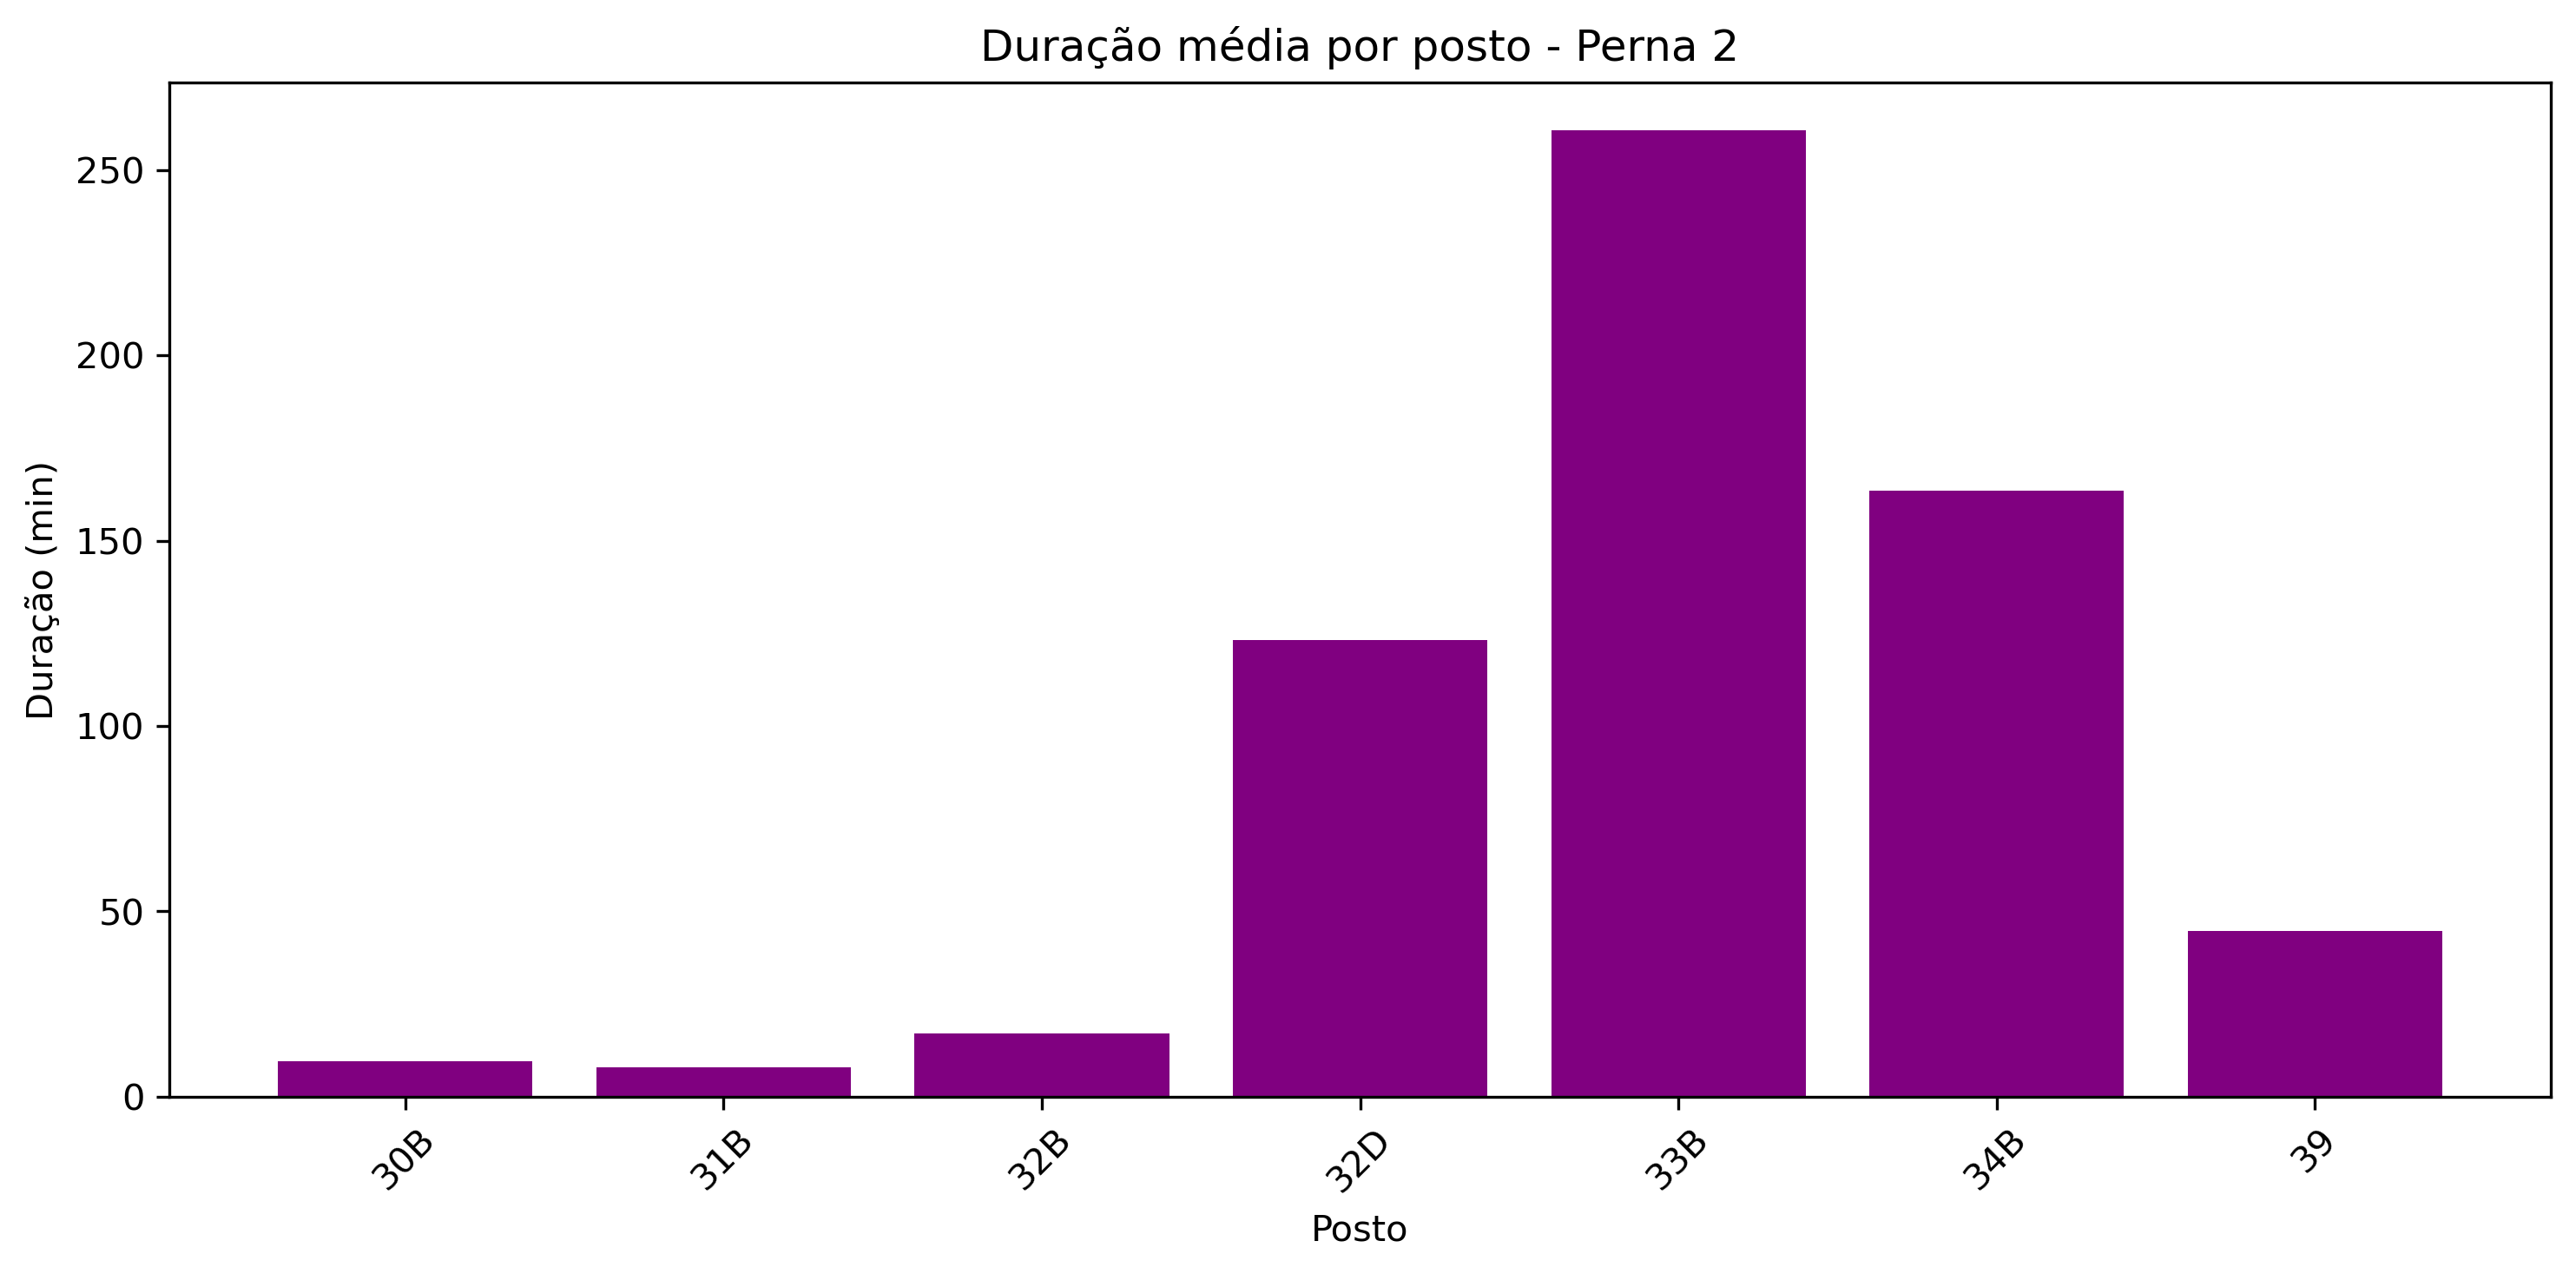 Duração média por posto - Perna 2
Duração (min)
250
200
150
100
50
0
30B
31B
32B
32D
33B
34B
39
Posto